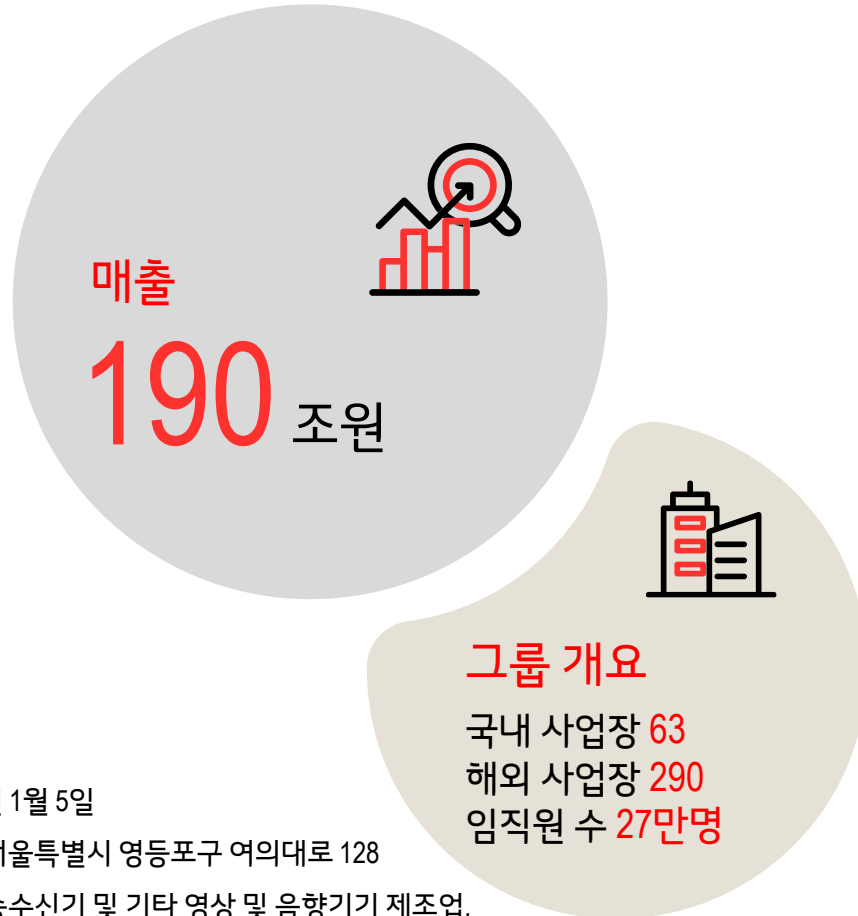 매출
190 조원
그룹 개요
국내 사업장 63
해외 사업장 290
임직원 수 27만명
1월 5일
서울특별시 영등포구 여의대로 128
및 기타 영상 및 음향기기 제조업.